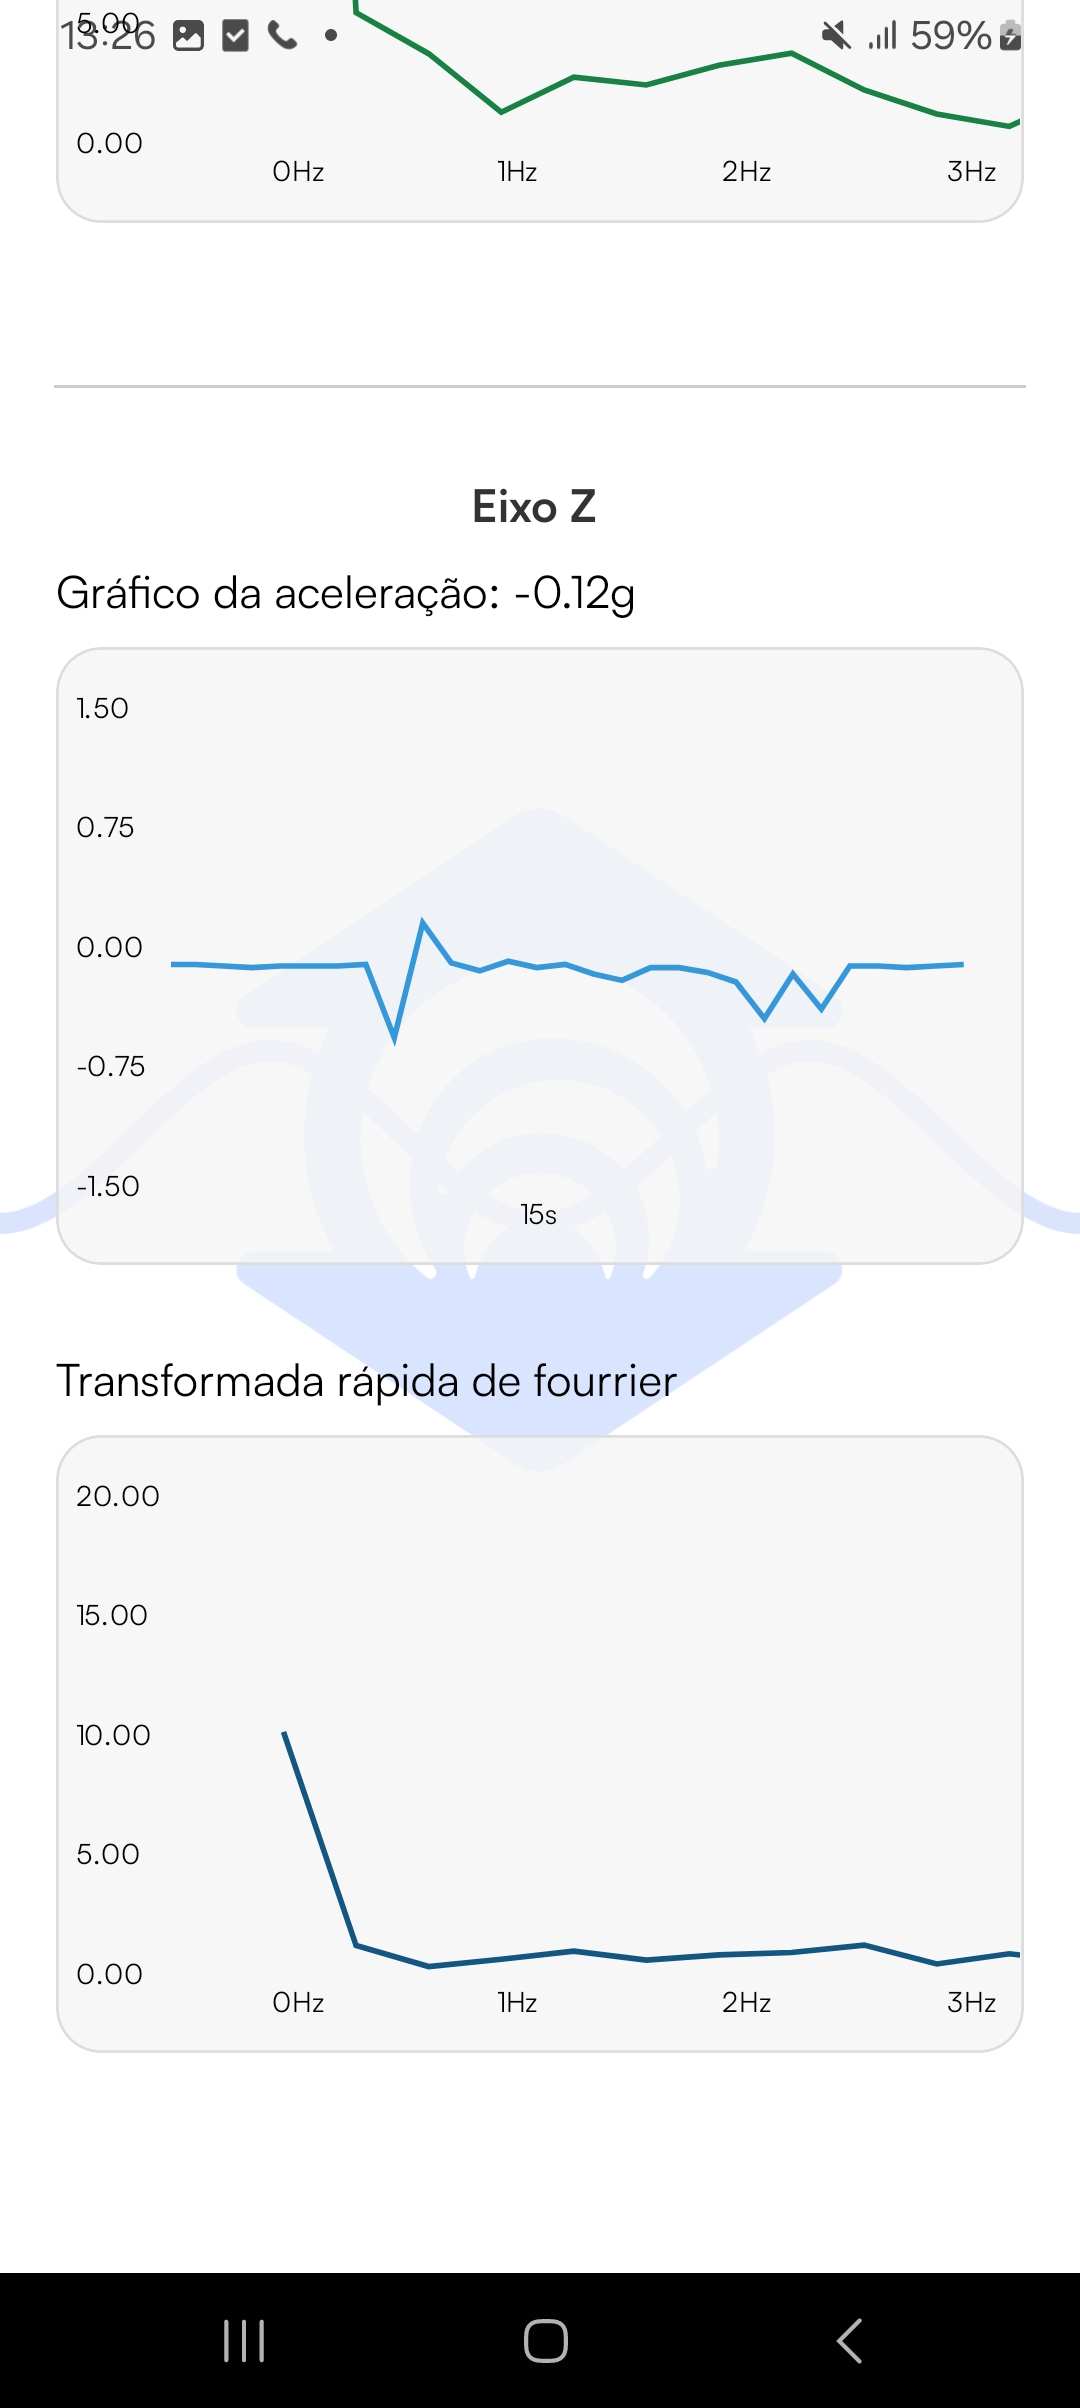 5.00
13:26 59%
0.00
0Hz 1Hz 2Hz 3Hz
Eixo Z
Gráfico da aceleração: -0.12g
1.50
0.75
0.00
-0.75
-1.50
15s
Transformada rápida de fourrier
20.00
15.00
10.00
5.00
0.00
0Hz 1Hz 2Hz 3Hz